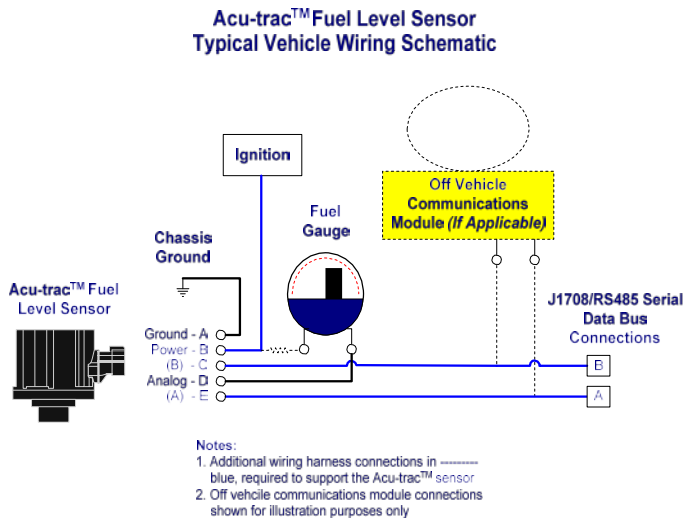 Acu-trac™ Fuel Level Sensor
Typical Vehicle Wiring Schematic
Ignition
Off Vehicle
Communications
Module (If Applicable)
Fuel
Gauge
Chassis
Ground
Acu-trac™ Fuel
Level Sensor
J1708/RS485 Serial
Data Bus
Connections
Ground - A
Power - B
(B) - C
Analog - D
(A) - E
B
A
Notes:
1. Additional wiring harness connections in ---------
blue, required to support the Acu-trac™ sensor
2. Off vehcile communications module connections
shown for illustration purposes only